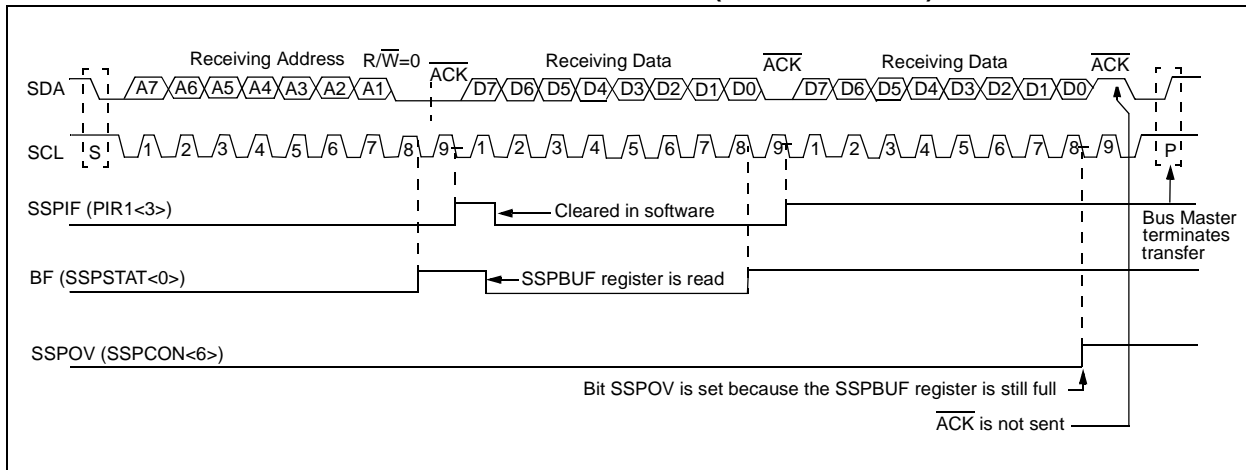 Receiving Address R/W̅=0 A̅C̅K̅ Receiving Data A̅C̅K̅ Receiving Data A̅C̅K̅
SDA A7 A6 A5 A4 A3 A2 A1 D7 D6 D5 D4 D3 D2 D1 D0 D7 D6 D5 D4 D3 D2 D1 D0
SCL S 1 2 3 4 5 6 7 8 9 1 2 3 4 5 6 7 8 9 1 2 3 4 5 6 7 8 9 P
SSPIF (PIR1<3>)
Cleared in software
Bus Master
terminates
transfer
BF (SSPSTAT<0>)
SSPBUF register is read
SSPOV (SSPCON<6>)
Bit SSPOV is set because the SSPBUF register is still full
A̅C̅K̅ is not sent